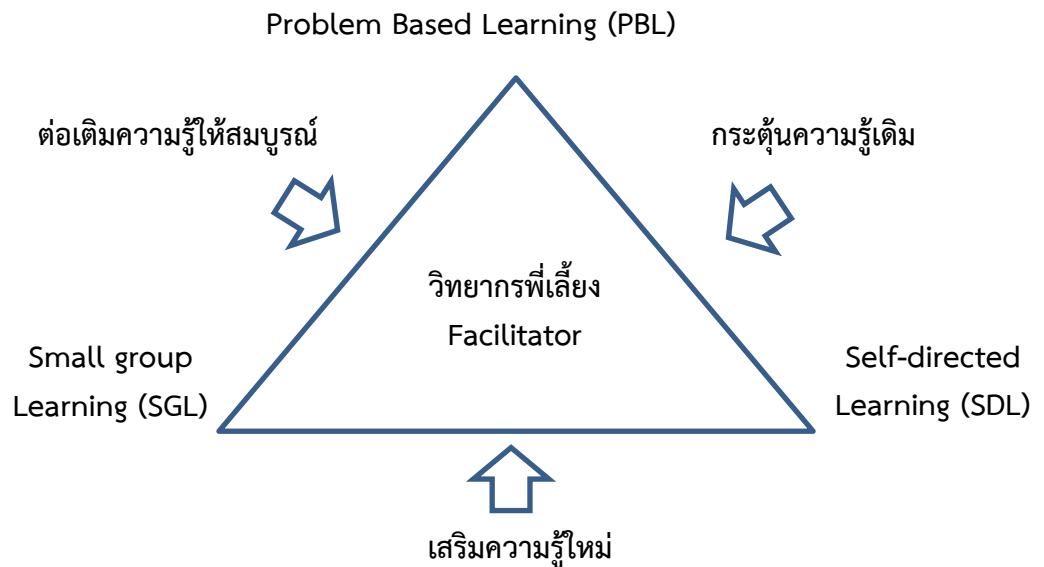 Problem Based Learning (PBL)
ต่อเติมความรู้ให้สมบูรณ์
กระตุ้นความรู้เดิม
วิทยากรพี่เลี้ยง
Facilitator
Small group
Learning (SGL)
Self-directed
Learning (SDL)
เสริมความรู้ใหม่